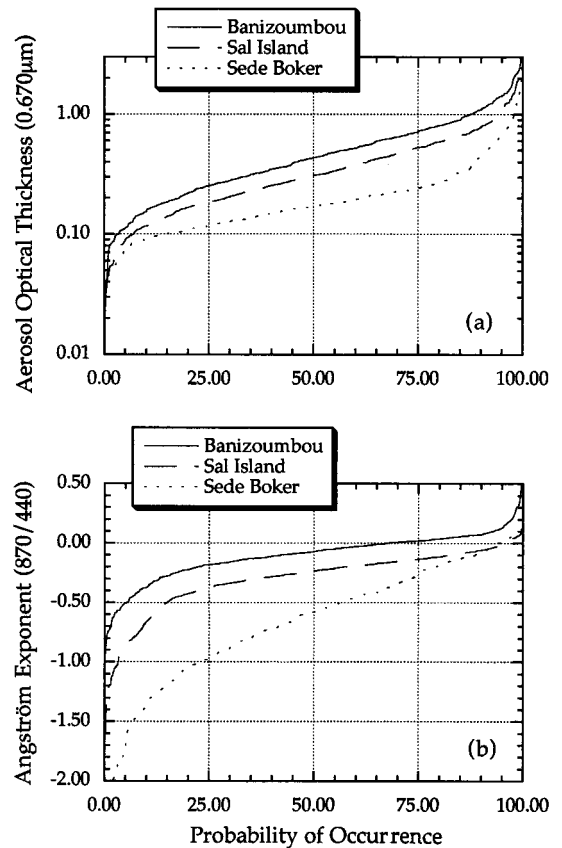 Banizoumbou
Sal Island
Sede Boker
Aerosol Optical Thickness (0.670µm)
1.00
0.10
0.01
(a)
0.00 25.00 50.00 75.00 100.00
Banizoumbou
Sal Island
Sede Boker
Angström Exponent (870/440)
0.50
0.00
-0.50
-1.00
-1.50
-2.00
(b)
0.00 25.00 50.00 75.00 100.00
Probability of Occurrence